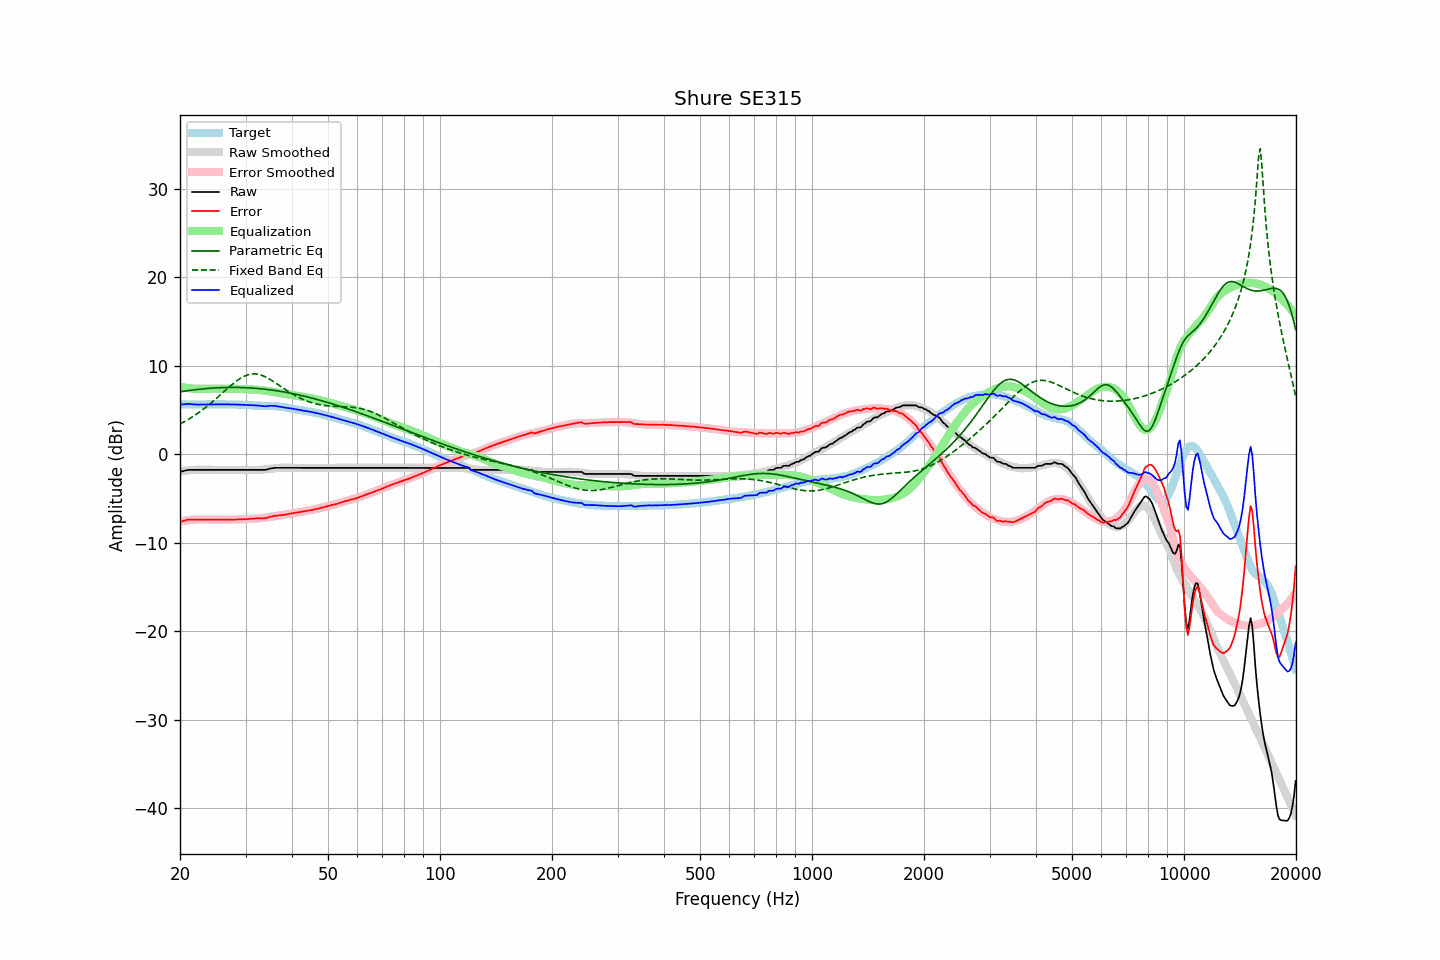 Shure SE315
Target
Raw Smoothed
Error Smoothed
Raw
Error
Equalization
Parametric Eq
Fixed Band Eq
Equalized
30
20
10
0
−10
−20
−30
−40
Amplitude (dBr)
20 50 100 200 500 1000 2000 5000 10000 20000
Frequency (Hz)